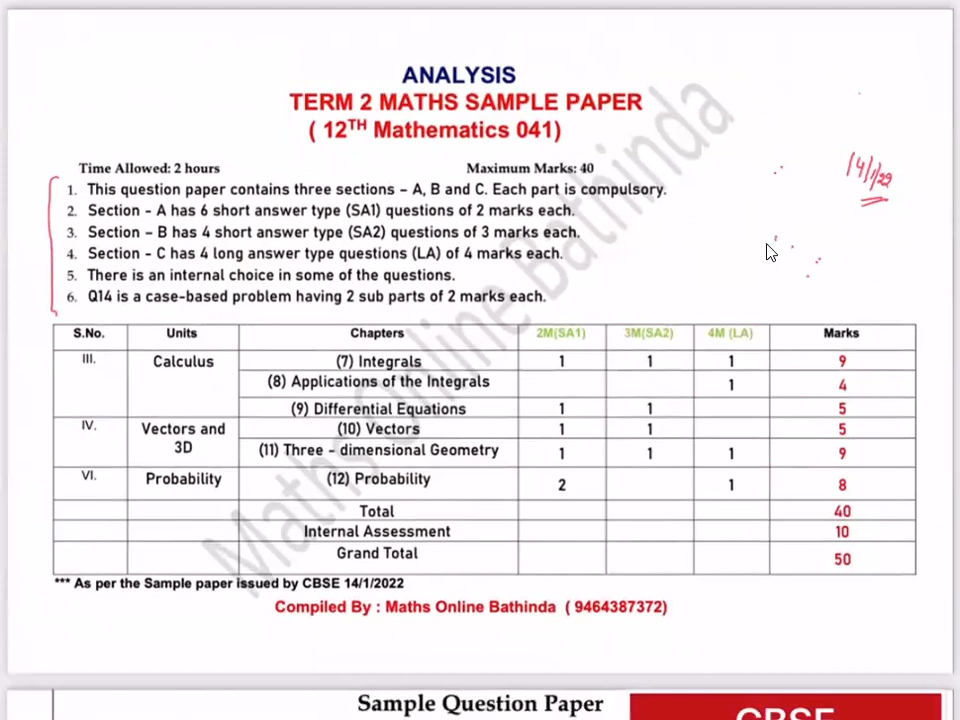 ANALYSIS
TERM 2 MATHS SAMPLE PAPER
( 12TH Mathematics 041)
Time Allowed: 2 hours Maximum Marks: 40
14/1/22
1. This question paper contains three sections – A, B and C. Each part is compulsory.
2. Section - A has 6 short answer type (SA1) questions of 2 marks each.
3. Section – B has 4 short answer type (SA2) questions of 3 marks each.
4. Section - C has 4 long answer type questions (LA) of 4 marks each.
5. There is an internal choice in some of the questions.
6. Q14 is a case-based problem having 2 sub parts of 2 marks each.
S.No. Units Chapters 2M(SA1) 3M(SA2) 4M (LA) Marks
III. Calculus (7) Integrals 1 1 1 9
(8) Applications of the Integrals 1 4
(9) Differential Equations 1 1 5
IV. Vectors and 3D (10) Vectors 1 1 5
(11) Three - dimensional Geometry 1 1 1 9
VI. Probability (12) Probability 2 1 8
Total 40
Internal Assessment 10
Grand Total 50
*** As per the Sample paper issued by CBSE 14/1/2022
Compiled By : Maths Online Bathinda ( 9464387372)
Maths Online Bathinda
Sample Question Paper
CBSE